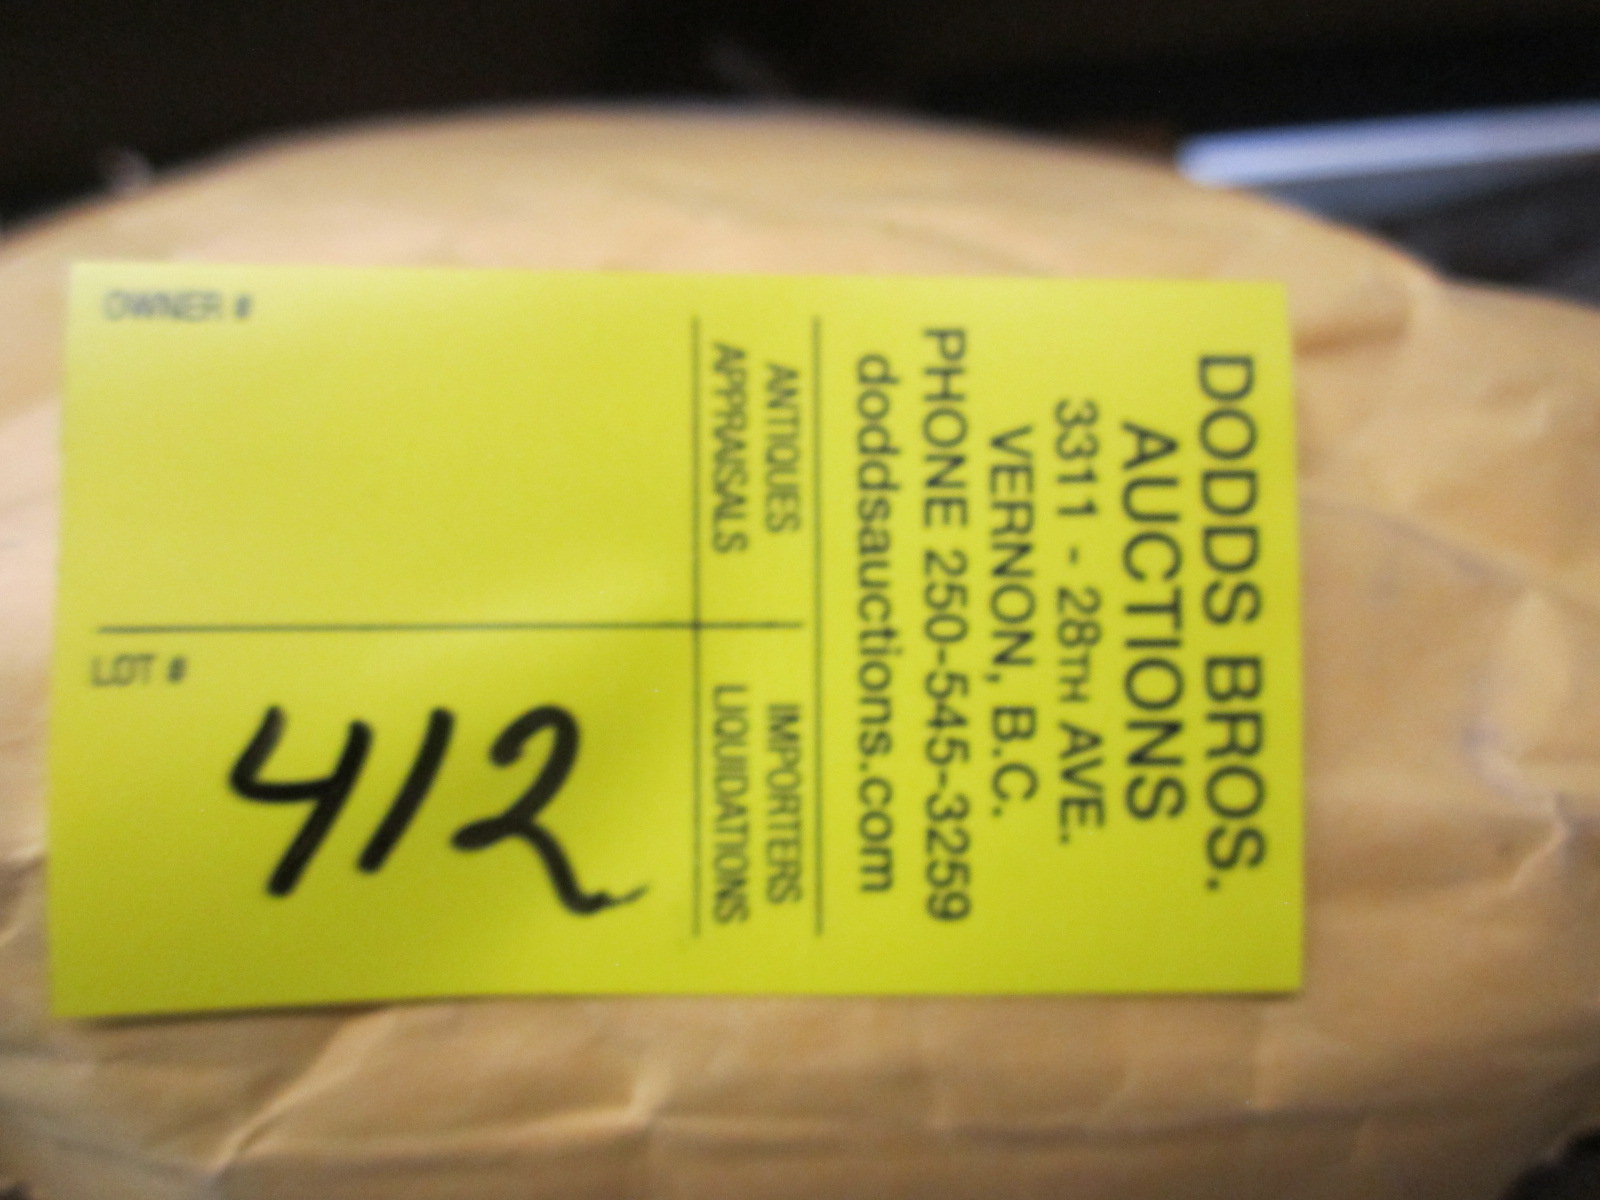 DODDS BROS.
AUCTIONS
3311 - 28TH AVE.
VERNON, B.C.
PHONE 250-545-3259
doddsauctions.com
ANTIQUES
APPRAISALS
IMPORTERS
LIQUIDATIONS
OWNER #
LOT #
412